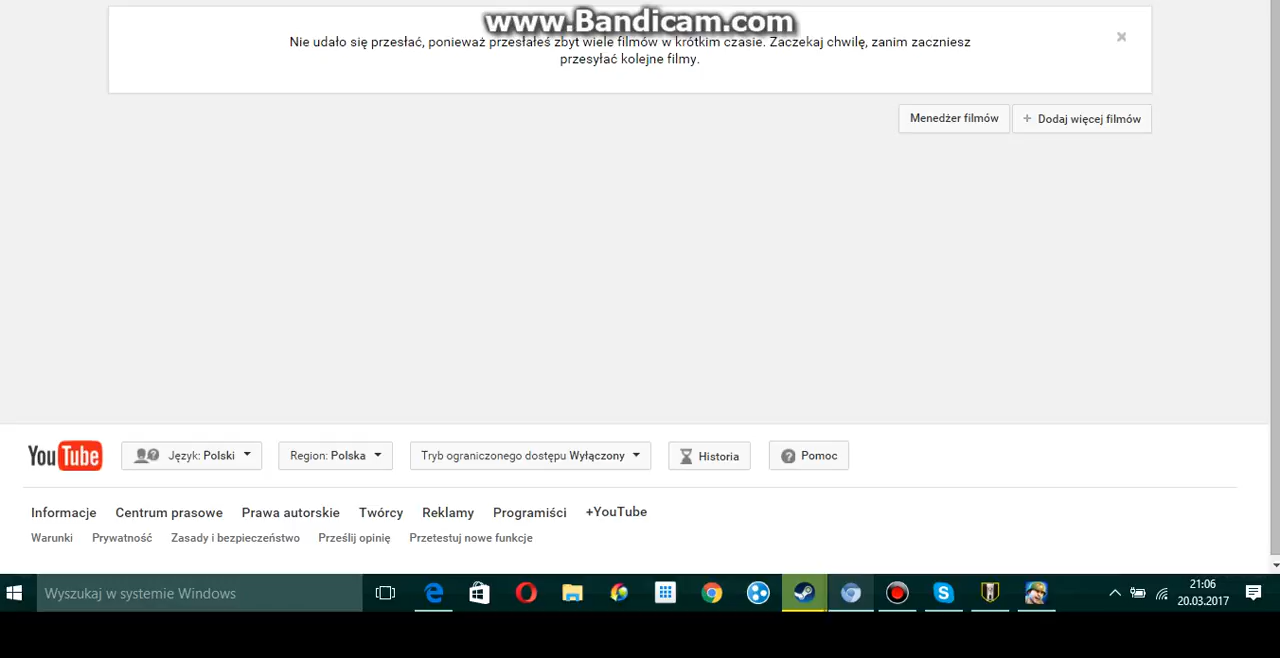 www.Bandicam.com
Nie udało się przesłać, ponieważ przesłałeś zbyt wiele filmów w krótkim czasie. Zaczekaj chwilę, zanim zaczniesz
przesyłać kolejne filmy.
Menedżer filmów + Dodaj więcej filmów
YouTube Język: Polski Region: Polska Tryb ograniczonego dostępu Wyłączony Historia Pomoc
Informacje Centrum prasowe Prawa autorskie Twórcy Reklamy Programiści +YouTube
Warunki Prywatność Zasady i bezpieczeństwo Prześlij opinię Przetestuj nowe funkcje
Wyszukaj w systemie Windows
21:06
20.03.2017